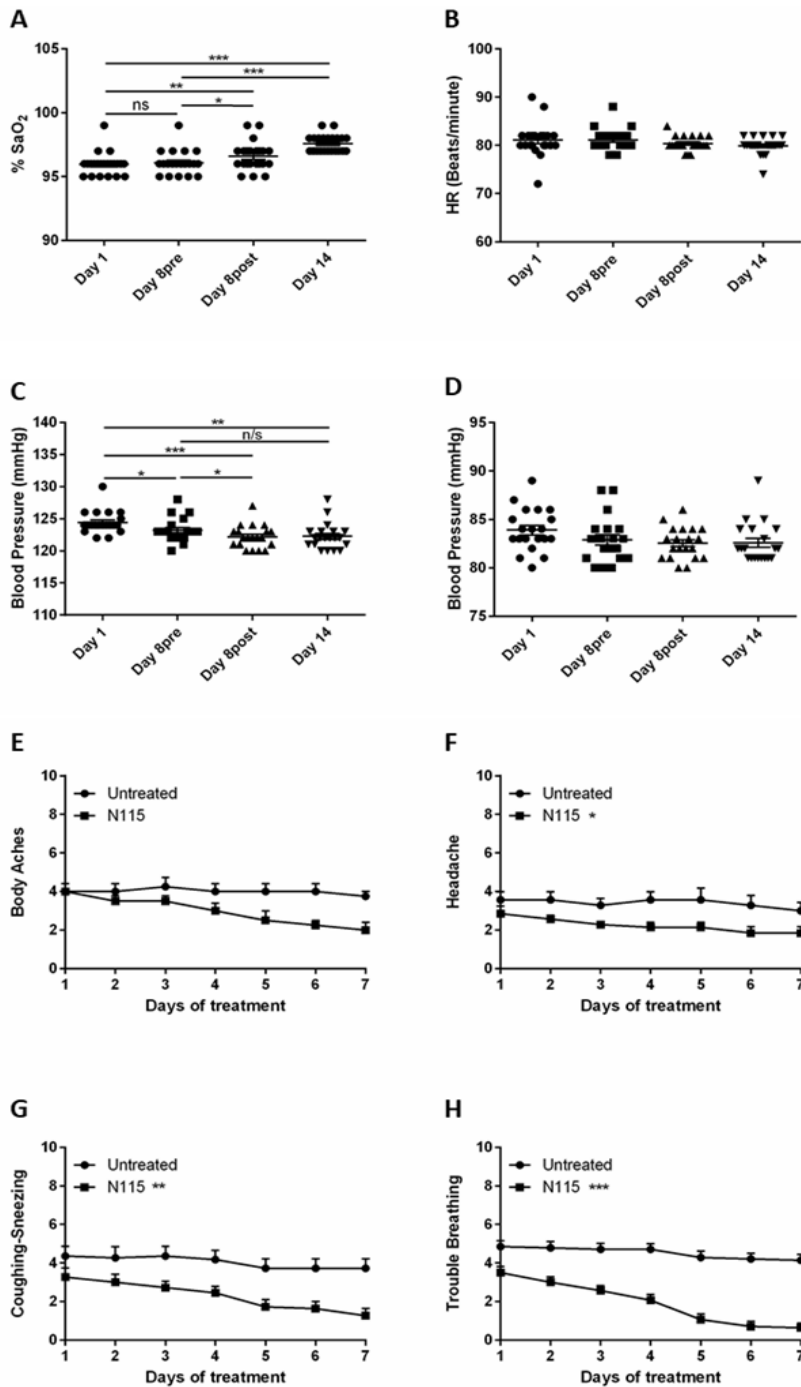 A
105
100
95
90
% SaO2
***
***
**
ns
*
Day 1
Day 8pre
Day 8post
Day 14
B
100
90
80
70
60
HR (Beats/minute)
Day 1
Day 8pre
Day 8post
Day 14
C
140
135
130
125
120
115
110
Blood Pressure (mmHg)
**
n/s
***
*
*
Day 1
Day 8pre
Day 8post
Day 14
D
95
90
85
80
75
Blood Pressure (mmHg)
Day 1
Day 8pre
Day 8post
Day 14
E
10
8
6
4
2
0
Body Aches
Untreated
N115
1 2 3 4 5 6 7
Days of treatment
F
10
8
6
4
2
0
Headache
Untreated
N115 *
1 2 3 4 5 6 7
Days of treatment
G
10
8
6
4
2
0
Coughing-Sneezing
Untreated
N115 **
1 2 3 4 5 6 7
Days of treatment
H
10
8
6
4
2
0
Trouble Breathing
Untreated
N115 ***
1 2 3 4 5 6 7
Days of treatment